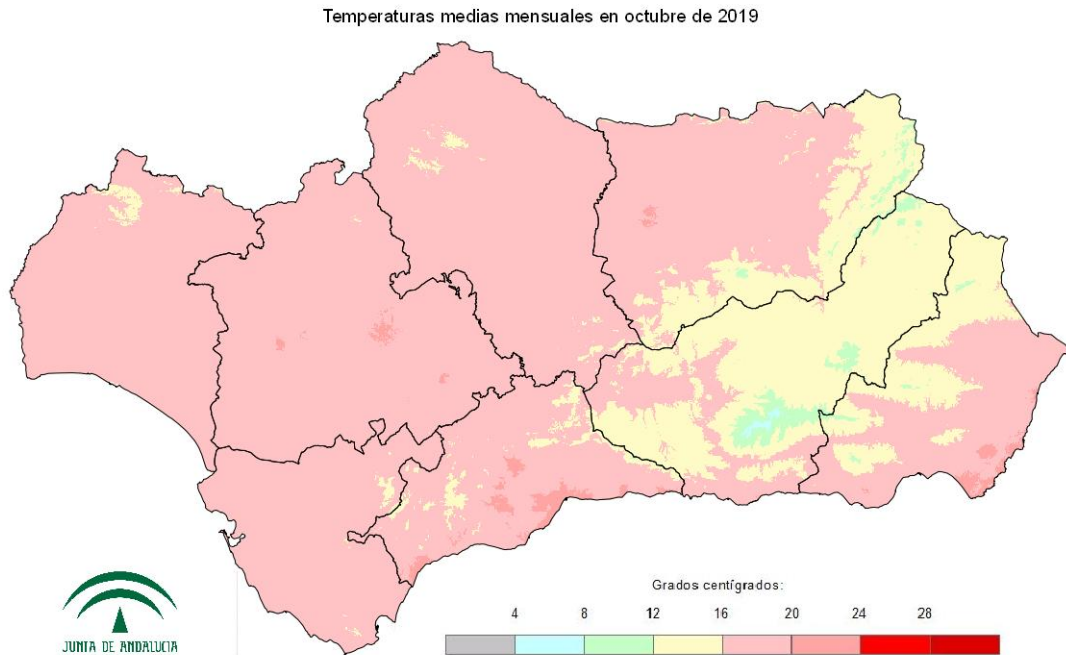 Temperaturas medias mensuales en octubre de 2019
Grados centígrados:
4 8 12 16 20 24 28
JUNTA DE ANDALUCIA